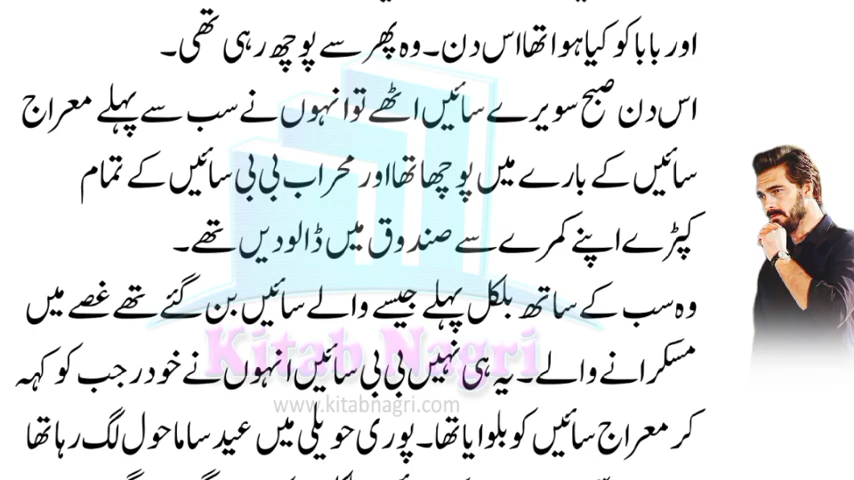 اور بابا کو کیا ہوا تھا اس دن۔ وہ پھر سے پوچھ رہی تھی۔
اس دن صبح سویرے سائیں اٹھے تو انہوں نے سب سے پہلے معراج
سائیں کے بارے میں پوچھا تھا اور محراب بی بی سائیں کے تمام
کپڑے اپنے کمرے سے صندوق میں ڈالو دیں تھے۔
وہ سب کے ساتھ بلکل پہلے جیسے والے سائیں بن گئے تھے غصے میں
مسکرانے والے۔ یہ ہی نہیں بی بی سائیں انہوں نے خود رجب کو کہہ
کر معراج سائیں کو بلوایا تھا۔ پوری حویلی میں عید سا ماحول لگ رہا تھا
Kitab Nagri
www.kitabnagri.com